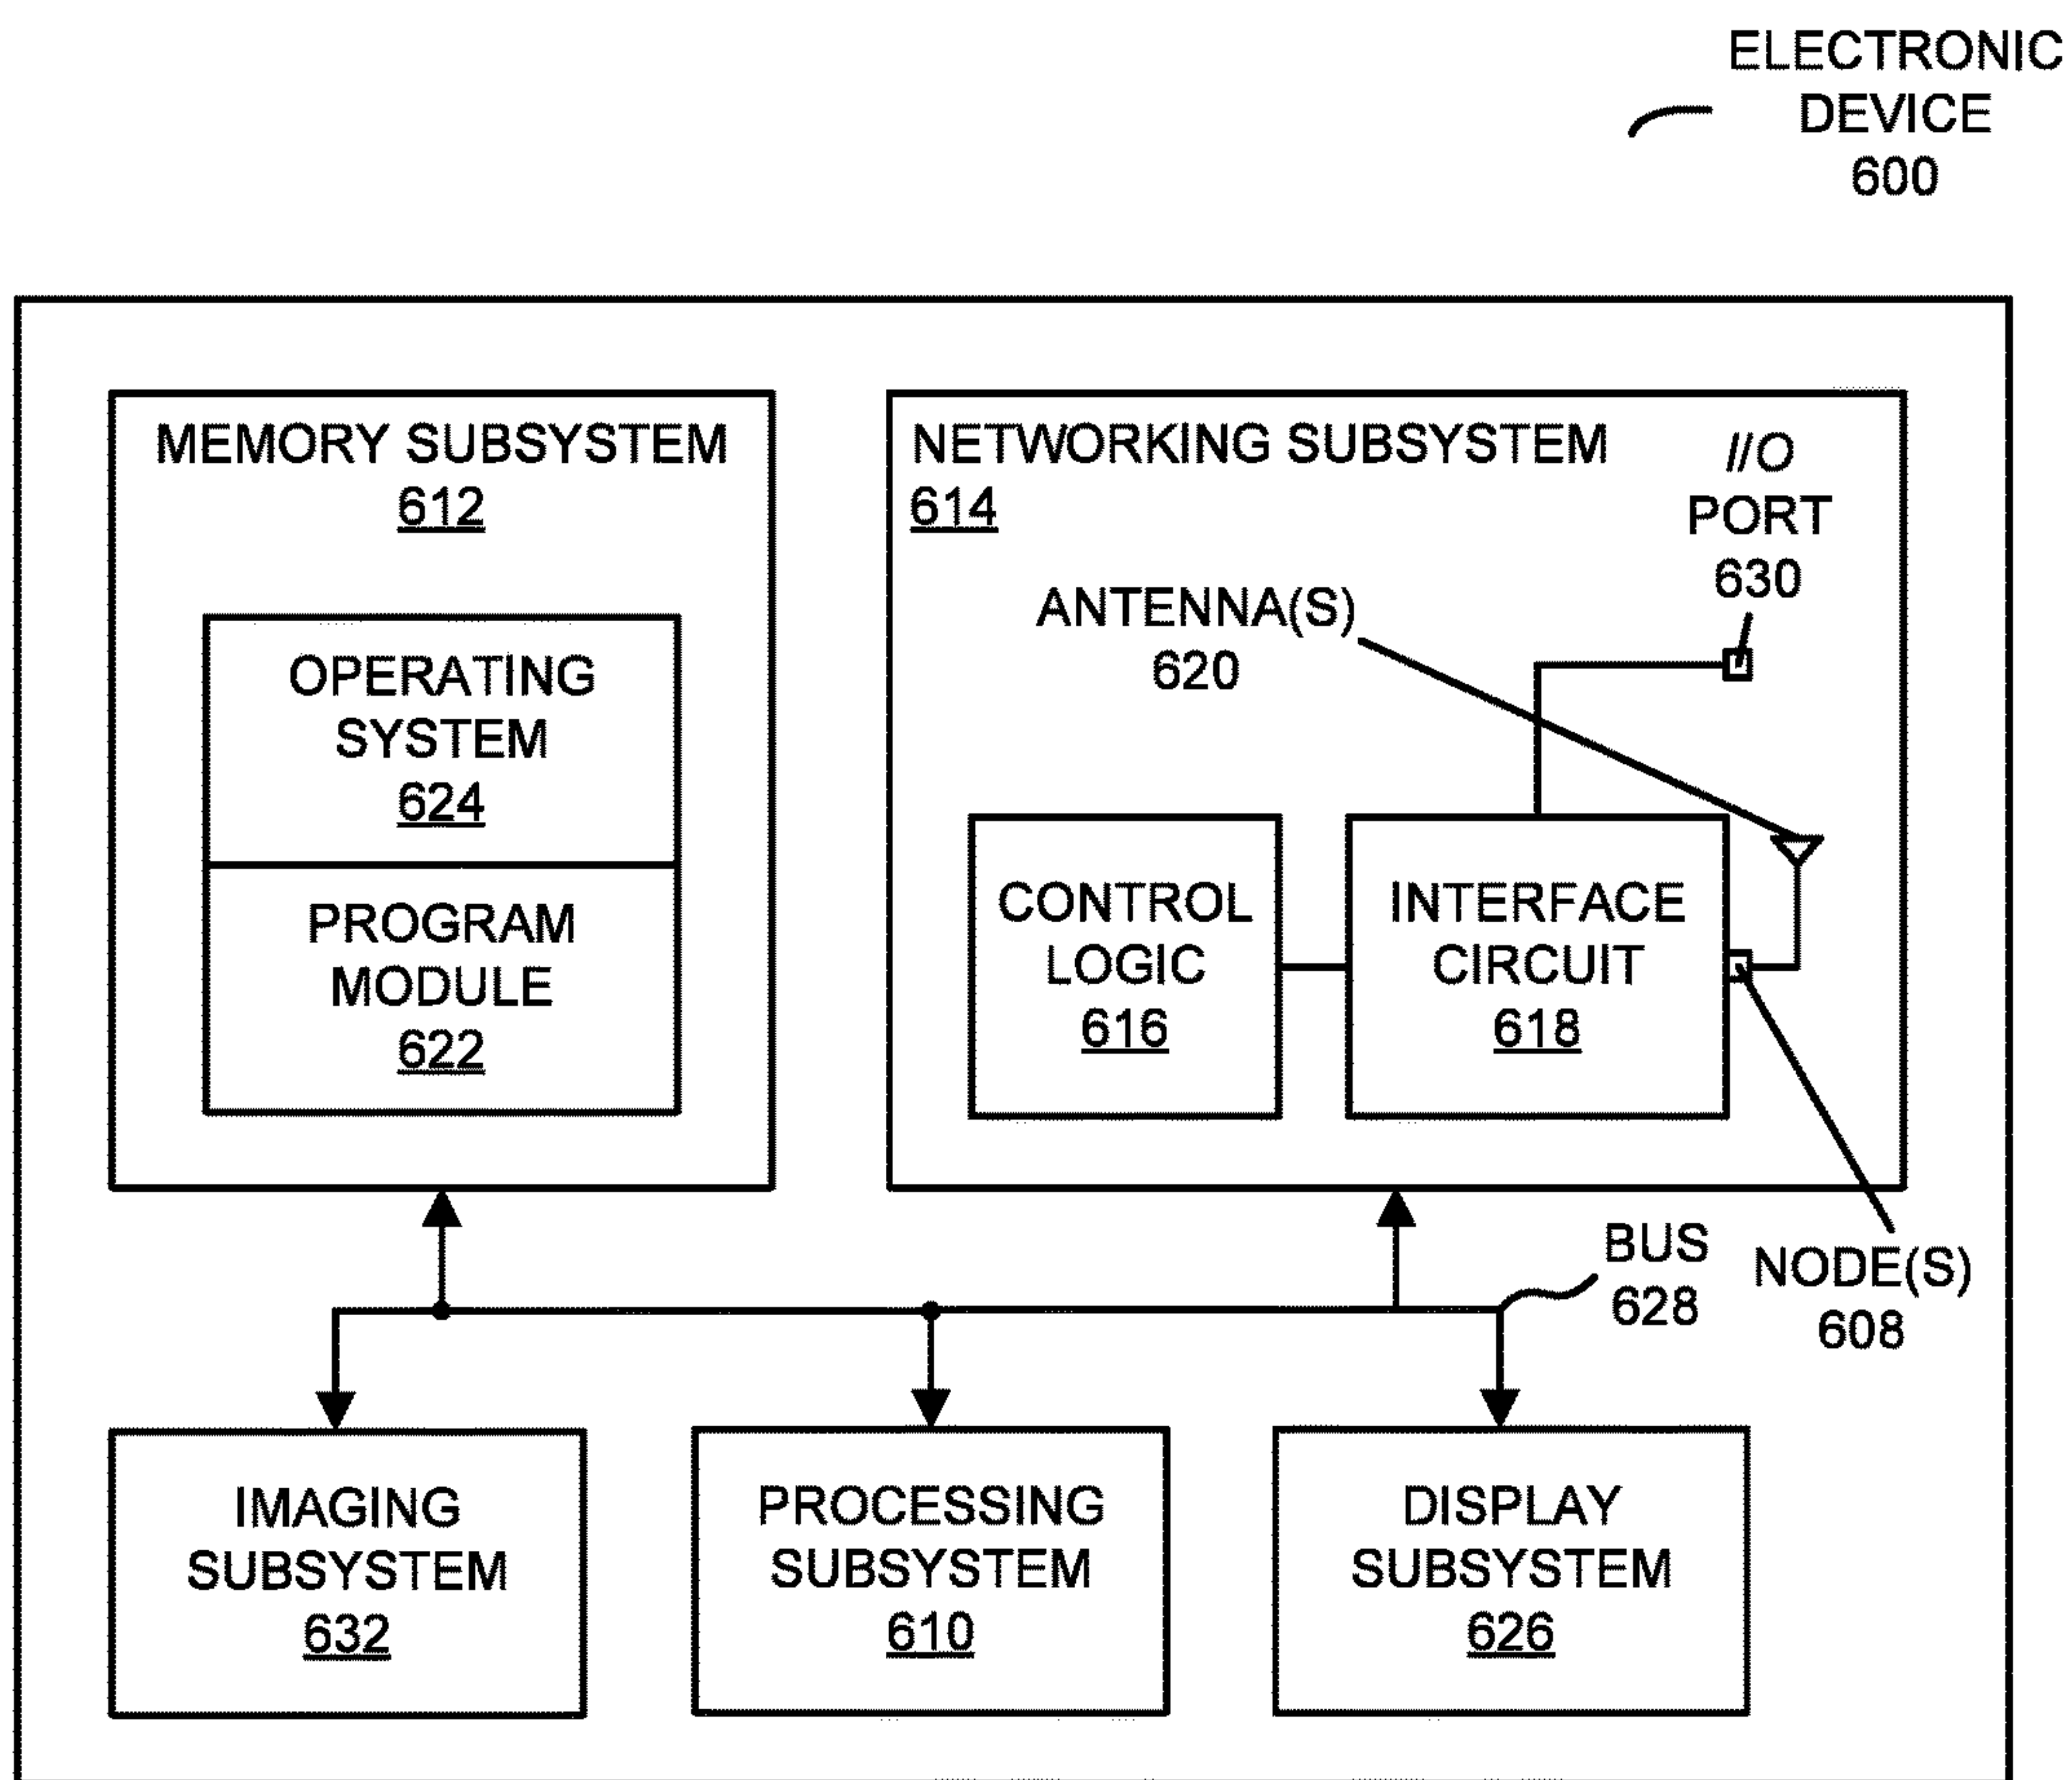 ELECTRONIC
DEVICE
600
MEMORY SUBSYSTEM
612
OPERATING
SYSTEM
624
PROGRAM
MODULE
622
NETWORKING SUBSYSTEM
614
I/O
PORT
630
ANTENNA(S)
620
CONTROL
LOGIC
616
INTERFACE
CIRCUIT
618
BUS
628
NODE(S)
608
IMAGING
SUBSYSTEM
632
PROCESSING
SUBSYSTEM
610
DISPLAY
SUBSYSTEM
626